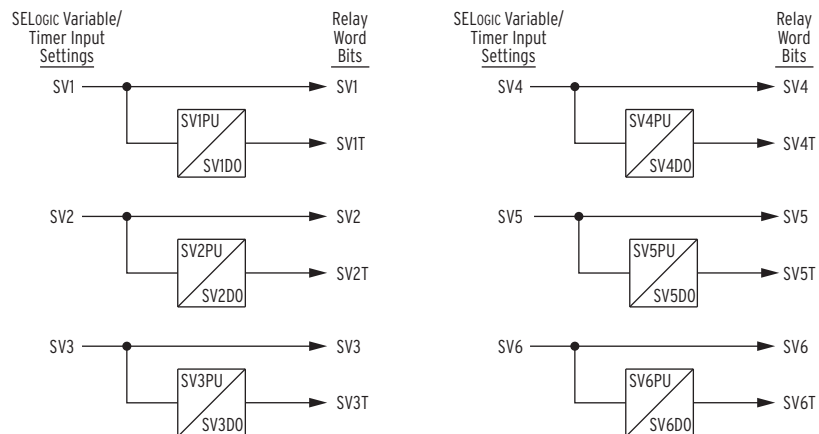 SELOGIC Variable/
Timer Input
Settings
Relay
Word
Bits
SV1
SV1
SV1PU
SV1DO
SV1T
SV2
SV2
SV2PU
SV2DO
SV2T
SV3
SV3
SV3PU
SV3DO
SV3T
SELOGIC Variable/
Timer Input
Settings
Relay
Word
Bits
SV4
SV4
SV4PU
SV4DO
SV4T
SV5
SV5
SV5PU
SV5DO
SV5T
SV6
SV6
SV6PU
SV6DO
SV6T